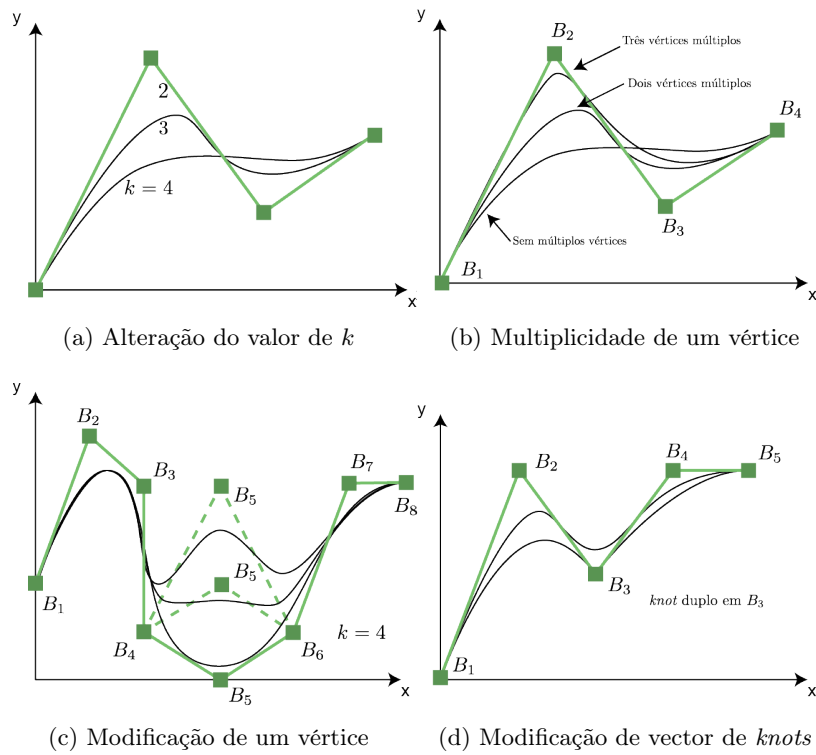 y
2
3
k = 4
x
(a) Alteração do valor de k
y
B2
Três vértices múltiplos
Dois vértices múltiplos
B4
B3
Sem múltiplos vértices
B1
x
(b) Multiplicidade de um vértice
y
B2
B3
B5
B7
B8
B5
B1
B4
B6
k = 4
B5
x
(c) Modificação de um vértice
y
B2
B4
B5
B3
knot duplo em B3
B1
x
(d) Modificação de vector de knots